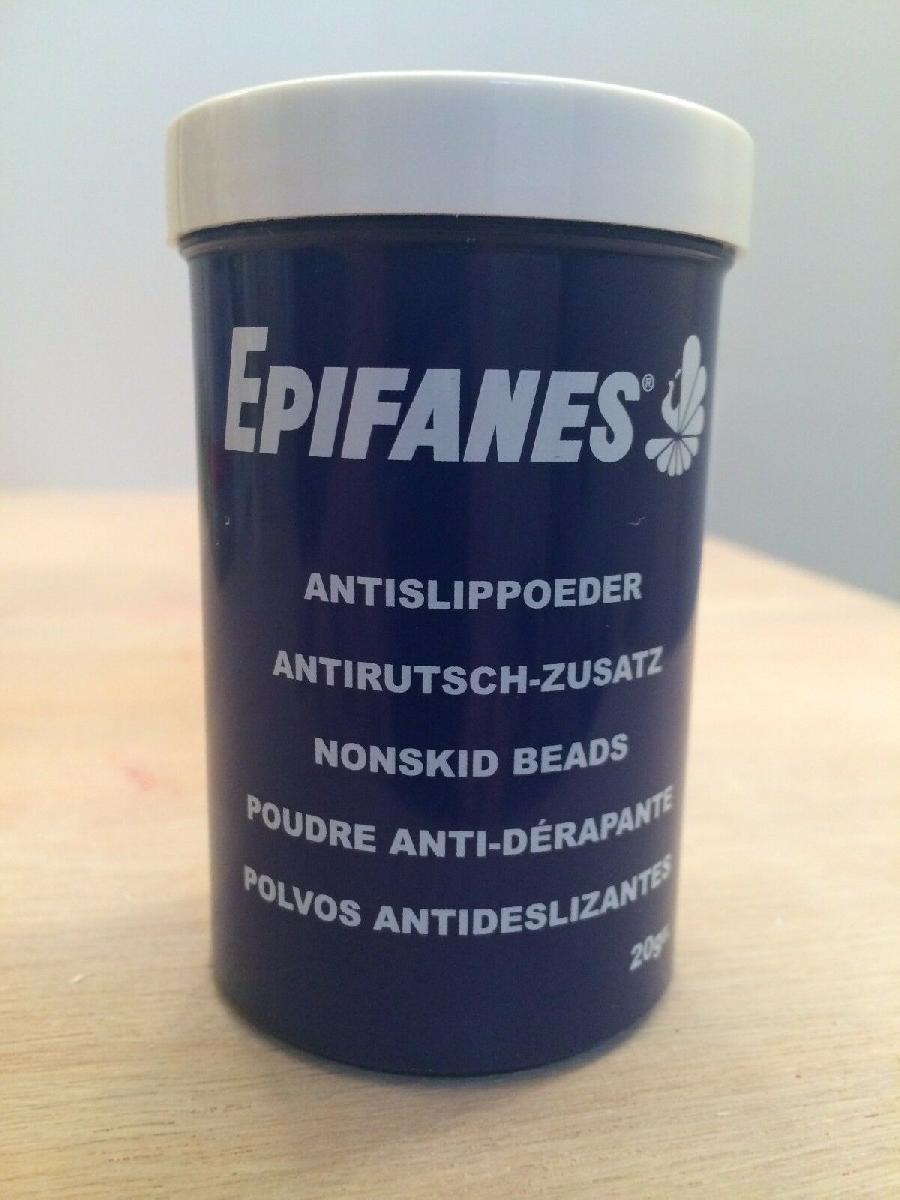 EPIFANES®
ANTISLIPPOEDER
ANTIRUTSCH-ZUSATZ
NONSKID BEADS
POUDRE ANTI-DÉRAPANTE
POLVOS ANTIDESLIZANTES
20gr.